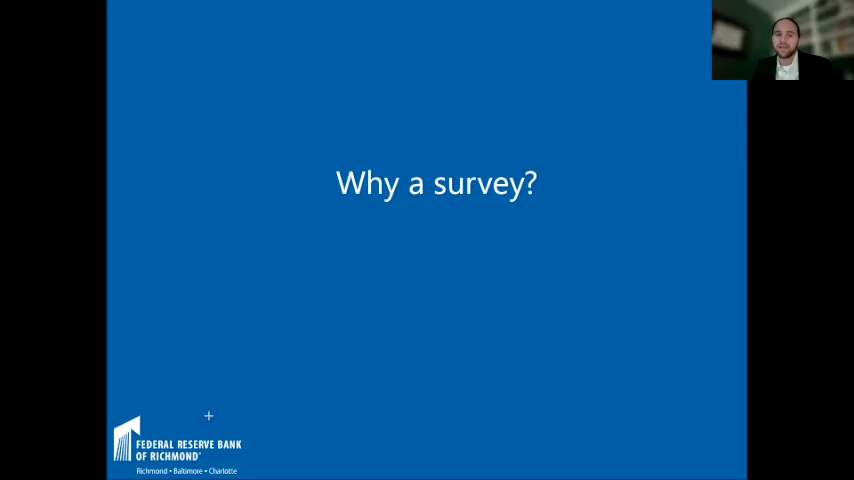 Why a survey?
FEDERAL RESERVE BANK
OF RICHMOND®
Richmond • Baltimore • Charlotte